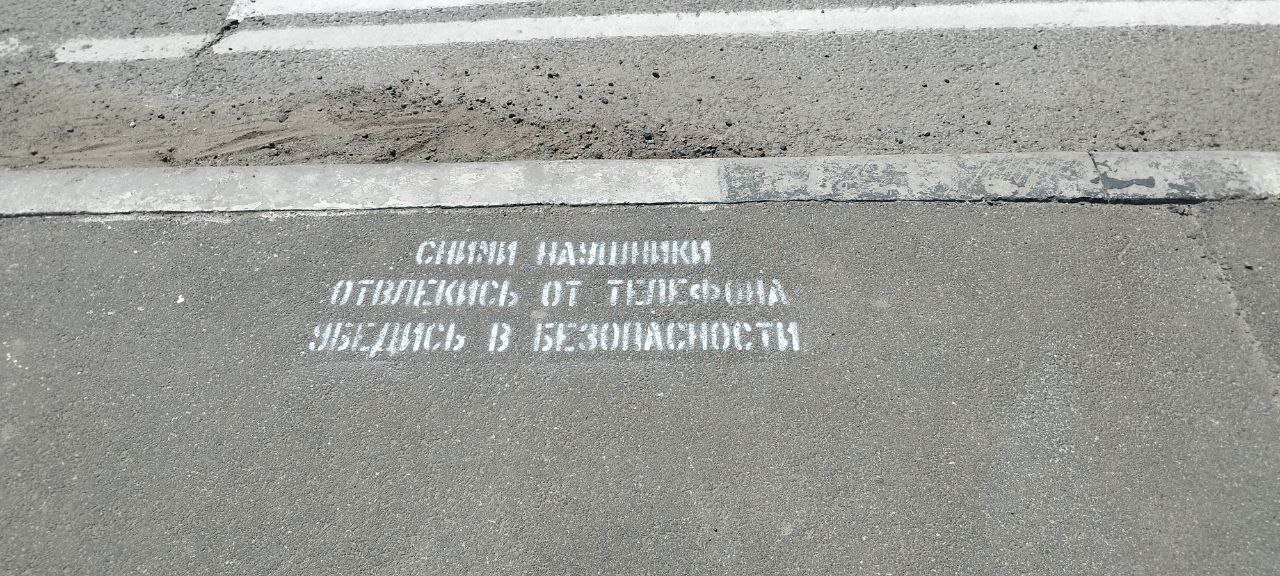 СНИМИ НАУШНИКИ
ОТВЛЕКИСЬ ОТ ТЕЛЕФОНА
УБЕДИСЬ В БЕЗОПАСНОСТИ